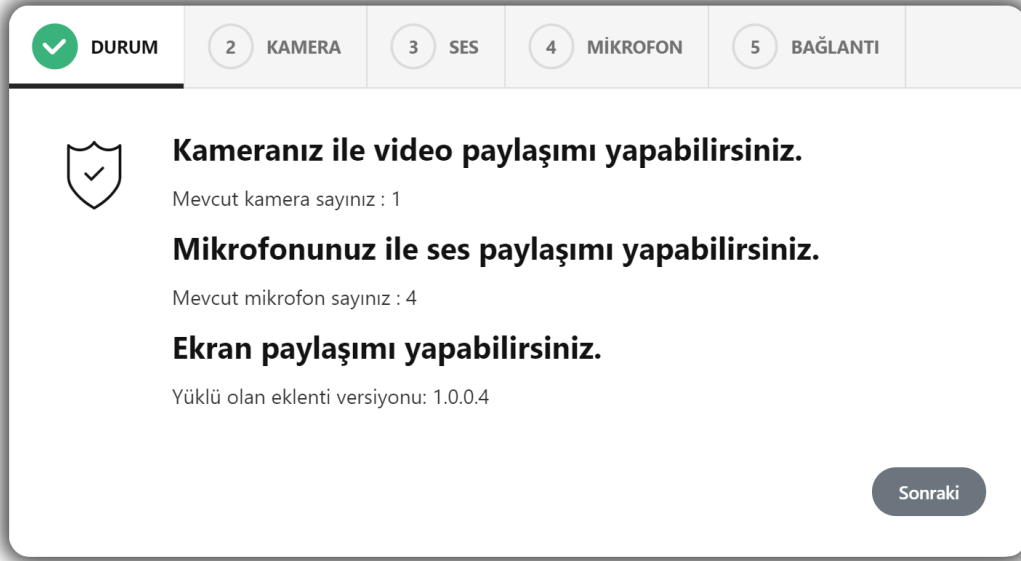 DURUM
2 KAMERA
3 SES
4 MİKROFON
5 BAĞLANTI
Kameranız ile video paylaşımı yapabilirsiniz.
Mevcut kamera sayınız : 1
Mikrofonunuz ile ses paylaşımı yapabilirsiniz.
Mevcut mikrofon sayınız : 4
Ekran paylaşımı yapabilirsiniz.
Yüklü olan eklenti versiyonu: 1.0.0.4
Sonraki